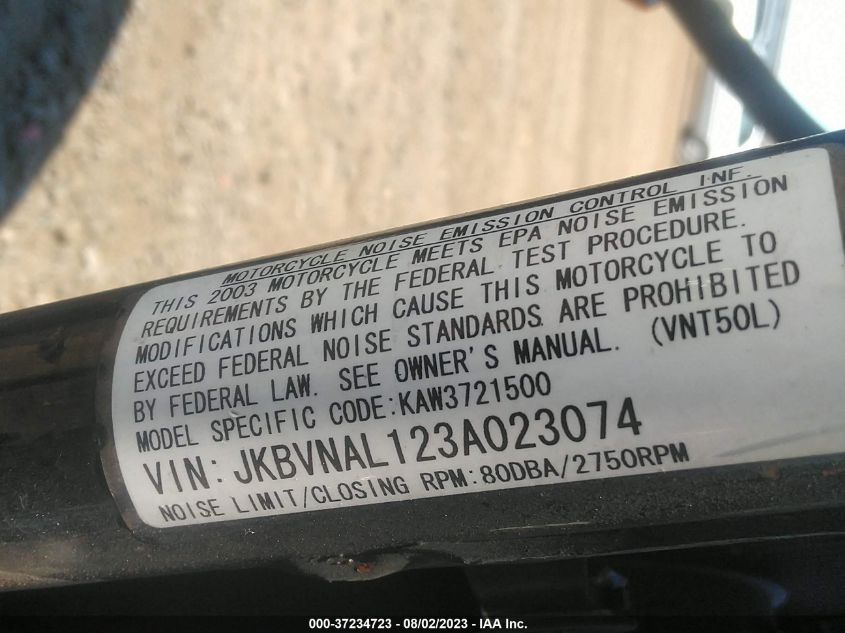 MOTORCYCLE NOISE EMISSION CONTROL INF.
THIS 2003 MOTORCYCLE MEETS EPA NOISE EMISSION
REQUIREMENTS BY THE FEDERAL TEST PROCEDURE.
MODIFICATIONS WHICH CAUSE THIS MOTORCYCLE TO
EXCEED FEDERAL NOISE STANDARDS ARE PROHIBITED
BY FEDERAL LAW. SEE OWNER'S MANUAL. (VNT50L)
MODEL SPECIFIC CODE:KAW3721500
VIN: JKBVNAL123A023074
NOISE LIMIT/CLOSING RPM:80DBA/2750RPM
000-37234723 - 08/02/2023 - IAA Inc.